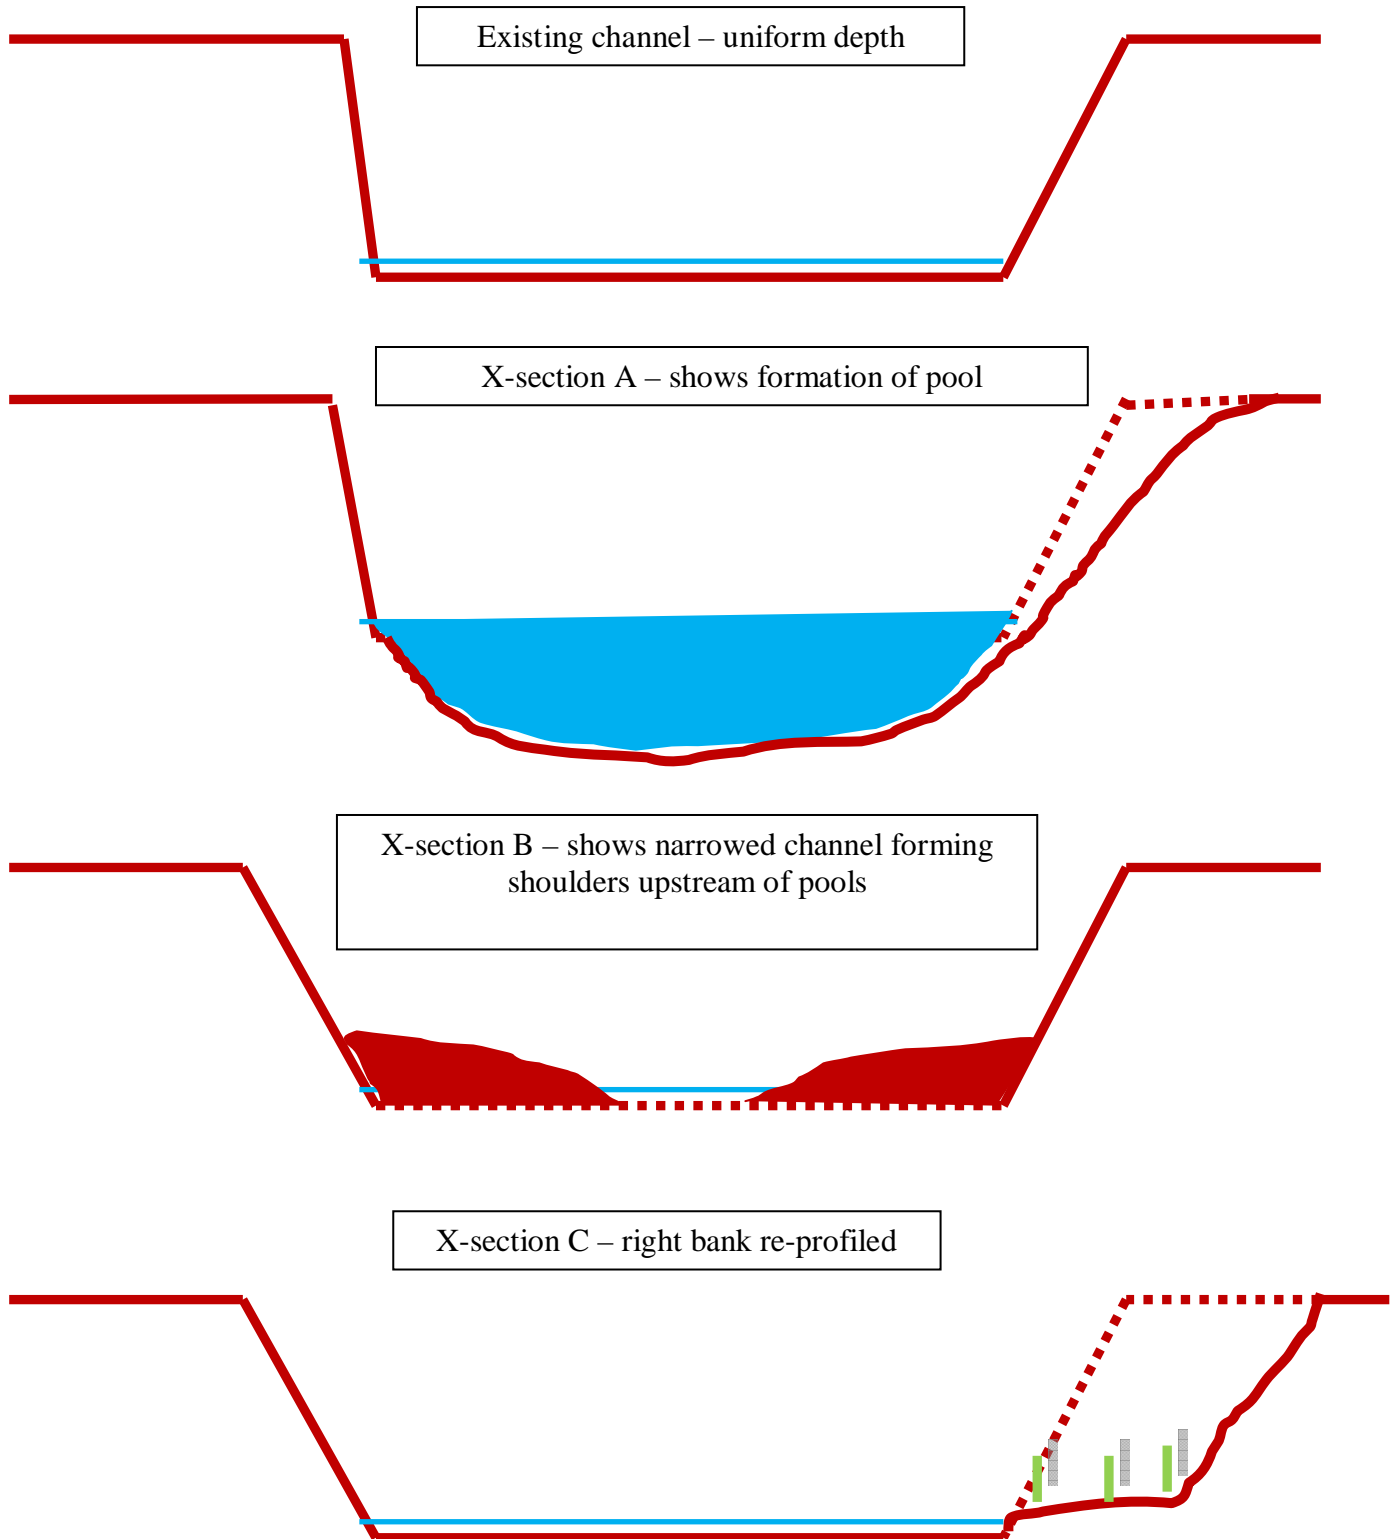 Existing channel – uniform depth
X-section A – shows formation of pool
X-section B – shows narrowed channel forming
shoulders upstream of pools
X-section C – right bank re-profiled